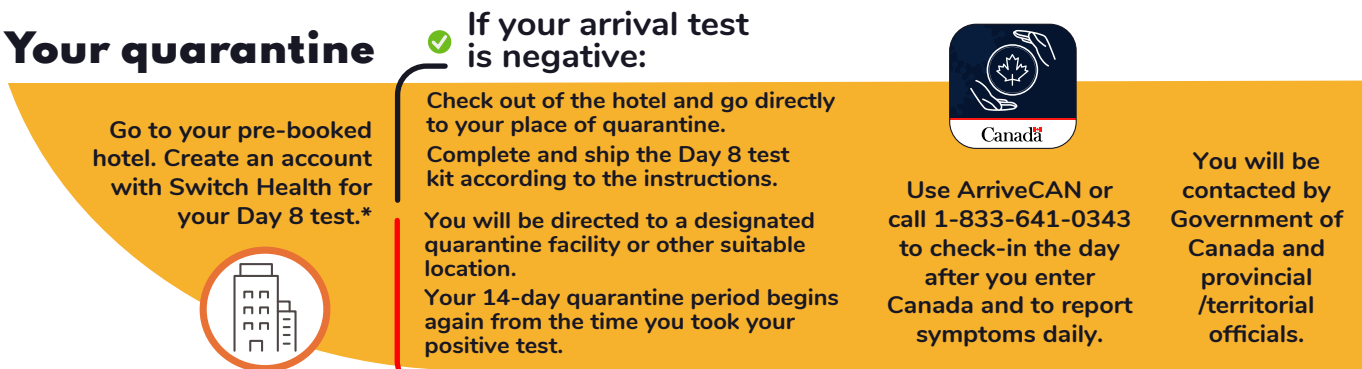 Your quarantine
Go to your pre-booked
hotel. Create an account
with Switch Health for
your Day 8 test.*
If your arrival test
is negative:
Check out of the hotel and go directly
to your place of quarantine.
Complete and ship the Day 8 test
kit according to the instructions.
You will be directed to a designated
quarantine facility or other suitable
location.
Your 14-day quarantine period begins
again from the time you took your
positive test.
Canada
Use ArriveCAN or
call 1-833-641-0343
to check-in the day
after you enter
Canada and to report
symptoms daily.
You will be
contacted by
Government of
Canada and
provincial
/territorial
officials.